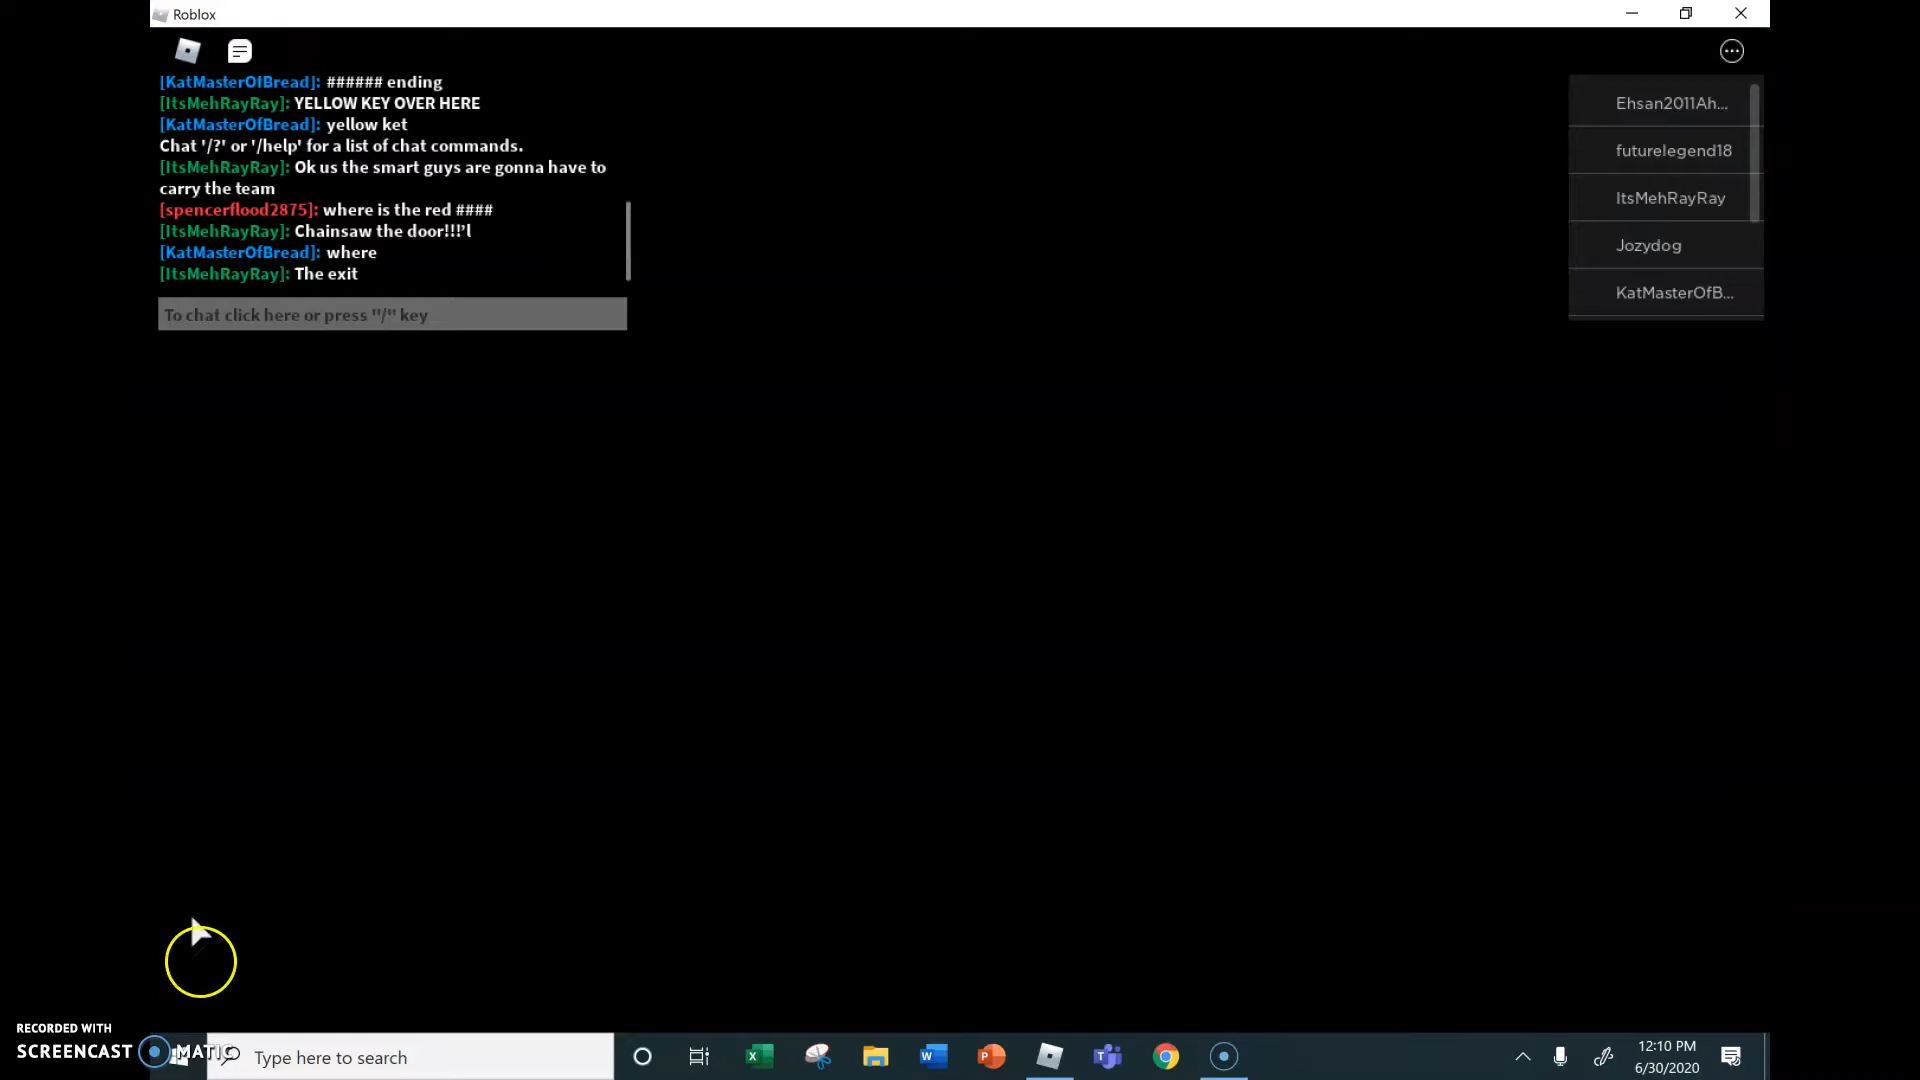 Roblox
[KatMasterOfBread]: ###### ending
[ItsMehRayRay]: YELLOW KEY OVER HERE
[KatMasterOfBread]: yellow ket
Chat '/?' or '/help' for a list of chat commands.
[ItsMehRayRay]: Ok us the smart guys are gonna have to
carry the team
[spencerflood2875]: where is the red ####
[ItsMehRayRay]: Chainsaw the door!!!'l
[KatMasterOfBread]: where
[ItsMehRayRay]: The exit
To chat click here or press "/" key
Ehsan2011Ah...
futurelegend18
ItsMehRayRay
Jozydog
KatMasterOfB...
RECORDED WITH
SCREENCAST MATIC
Type here to search
12:10 PM
6/30/2020